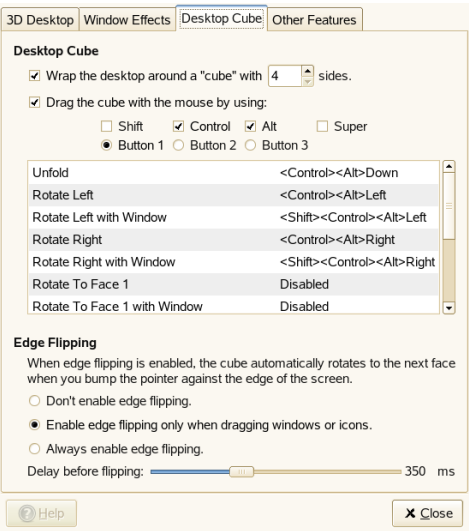 3D Desktop Window Effects Desktop Cube Other Features
Desktop Cube
Wrap the desktop around a "cube" with 4 sides.
Drag the cube with the mouse by using:
Shift Control Alt Super
Button 1 Button 2 Button 3
Unfold <Control><Alt>Down
Rotate Left <Control><Alt>Left
Rotate Left with Window <Shift><Control><Alt>Left
Rotate Right <Control><Alt>Right
Rotate Right with Window <Shift><Control><Alt>Right
Rotate To Face 1 Disabled
Rotate To Face 1 with Window Disabled
Edge Flipping
When edge flipping is enabled, the cube automatically rotates to the next face
when you bump the pointer against the edge of the screen.
Don't enable edge flipping.
Enable edge flipping only when dragging windows or icons.
Always enable edge flipping.
Delay before flipping: 350 ms
Help Close